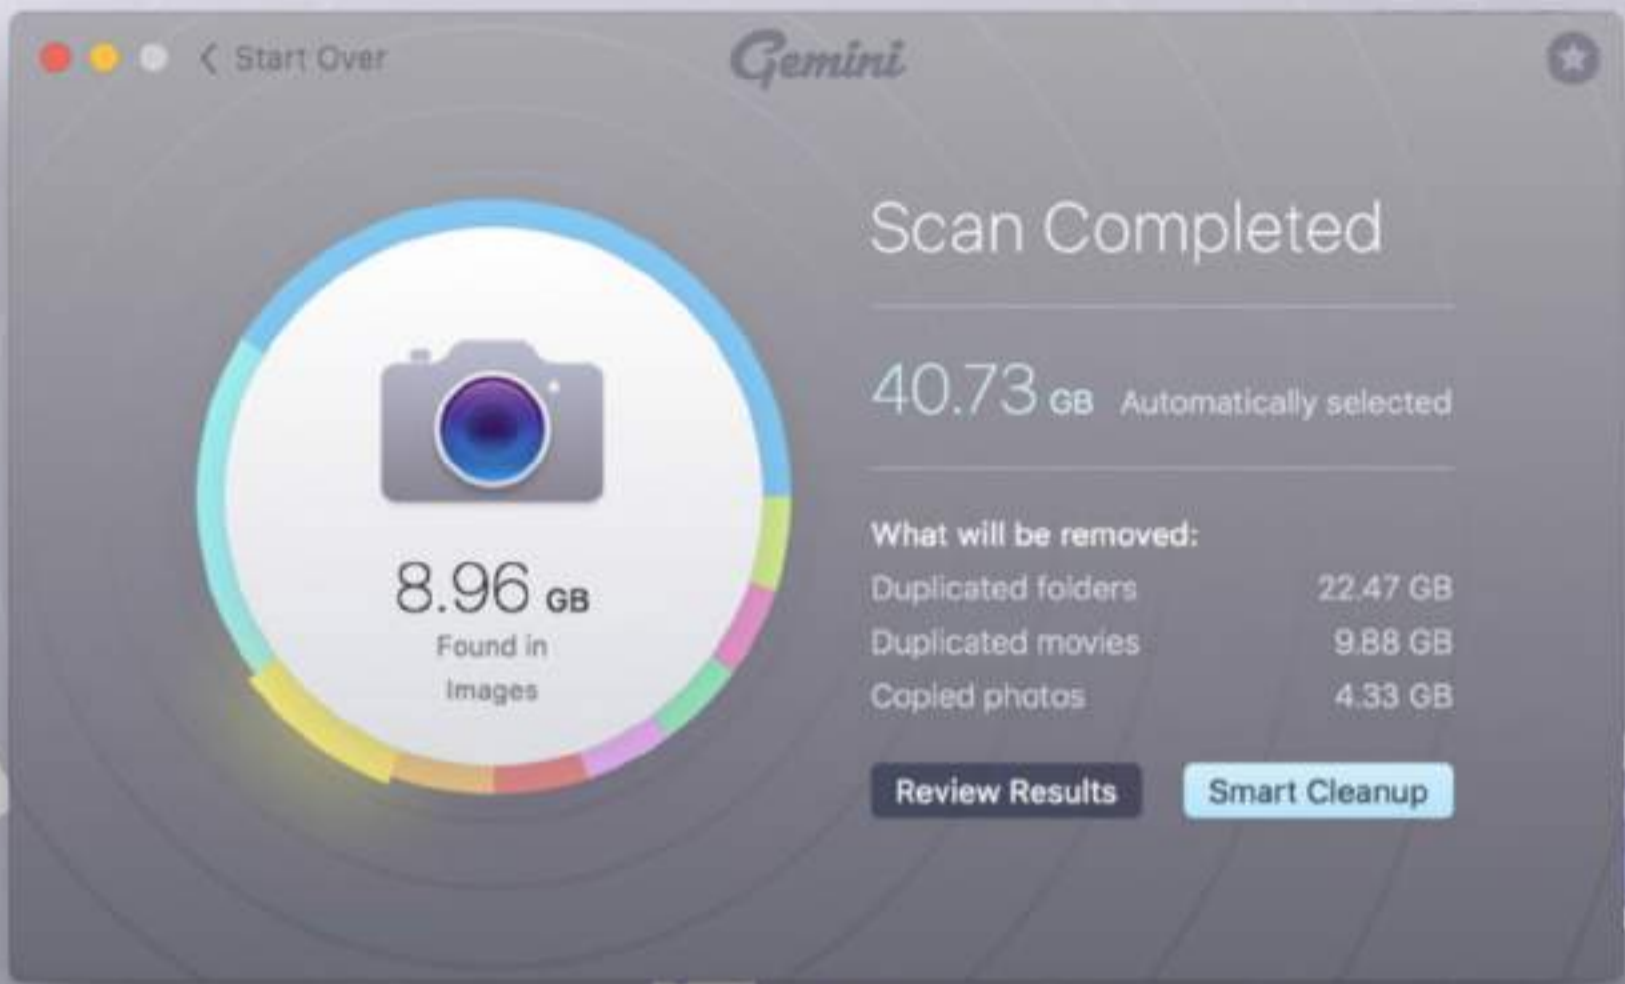 Start Over
Gemini
Scan Completed
40.73 GB Automatically selected
8.96 GB
Found in
Images
What will be removed:
Duplicated folders 22.47 GB
Duplicated movies 9.88 GB
Copied photos 4.33 GB
Review Results
Smart Cleanup